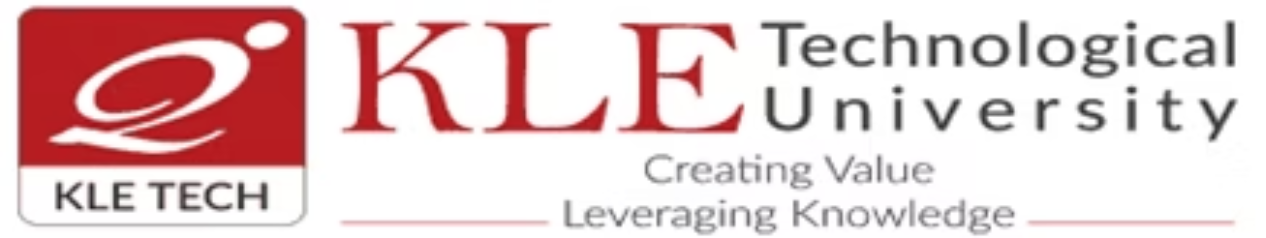 KLE TECH
KLE Technological
University
Creating Value
Leveraging Knowledge